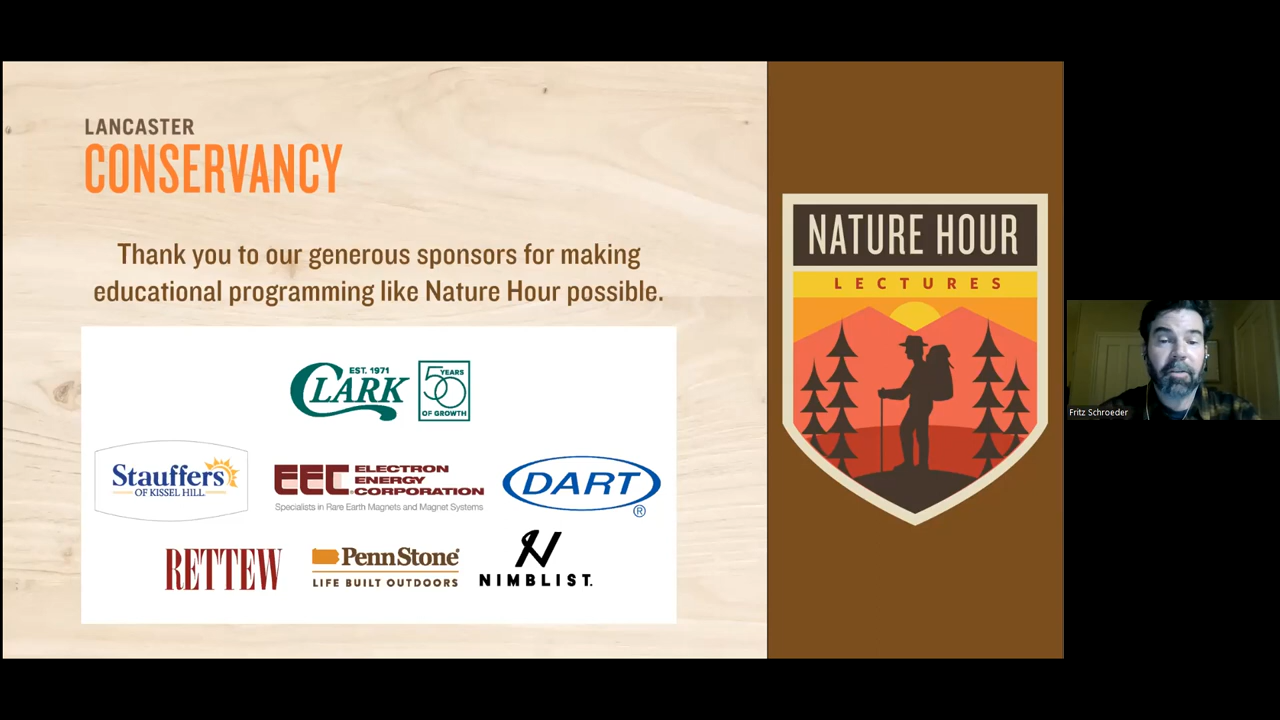 LANCASTER
CONSERVANCY
Thank you to our generous sponsors for making
educational programming like Nature Hour possible.
EST. 1971
CLARK
50
YEARS
OF GROWTH
Stauffers
OF KISSEL HILL
EEC ELECTRON
ENERGY
CORPORATION
Specialists in Rare Earth Magnets and Magnet Systems
DART
®
RETTEW
PennStone®
LIFE BUILT OUTDOORS
N
NIMBLIST.
NATURE HOUR
LECTURES
Fritz Schroeder